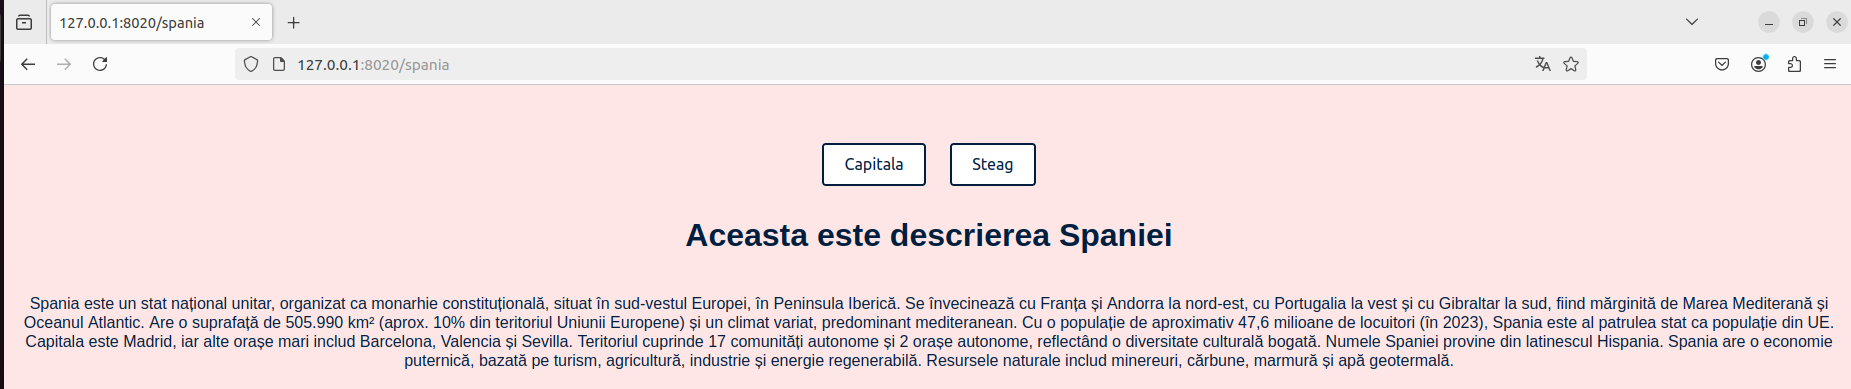 127.0.0.1:8020/spania
127.0.0.1:8020/spania
Capitala Steag
Aceasta este descrierea Spaniei
Spania este un stat național unitar, organizat ca monarhie constituțională, situat în sud-vestul Europei, în Peninsula Iberică. Se învecinează cu Franța și Andorra la nord-est, cu Portugalia la vest și cu Gibraltar la sud, fiind mărginită de Marea Mediterană și
Oceanul Atlantic. Are o suprafață de 505.990 km² (aprox. 10% din teritoriul Uniunii Europene) și un climat variat, predominant mediteranean. Cu o populație de aproximativ 47,6 milioane de locuitori (în 2023), Spania este al patrulea stat ca populație din UE.
Capitala este Madrid, iar alte orașe mari includ Barcelona, Valencia și Sevilla. Teritoriul cuprinde 17 comunități autonome și 2 orașe autonome, reflectând o diversitate culturală bogată. Numele Spaniei provine din latinescul Hispania. Spania are o economie
puternică, bazată pe turism, agricultură, industrie și energie regenerabilă. Resursele naturale includ minereuri, cărbune, marmură și apă geotermală.